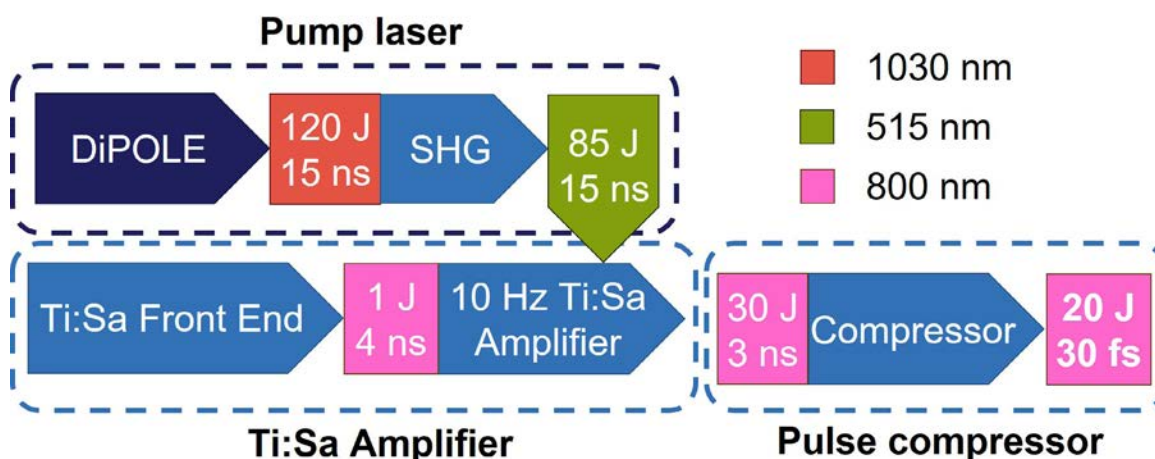 Pump laser
DiPOLE
120 J
15 ns
SHG
85 J
15 ns
1030 nm
515 nm
800 nm
Ti:Sa Front End
1 J
4 ns
10 Hz Ti:Sa
Amplifier
30 J
3 ns
Compressor
20 J
30 fs
Ti:Sa Amplifier
Pulse compressor